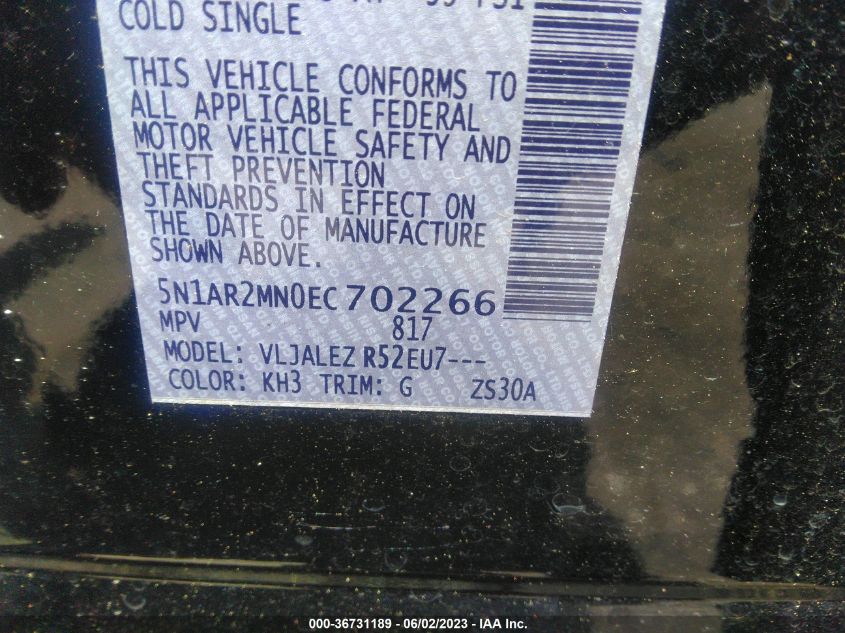 COLD SINGLE
THIS VEHICLE CONFORMS TO
ALL APPLICABLE FEDERAL
MOTOR VEHICLE SAFETY AND
THEFT PREVENTION
STANDARDS IN EFFECT ON
THE DATE OF MANUFACTURE
SHOWN ABOVE.
5N1AR2MN0EC702266
MPV 817
MODEL: VLJALEZ R52EU7---
COLOR: KH3 TRIM: G ZS30A
000-36731189 - 06/02/2023 - IAA Inc.